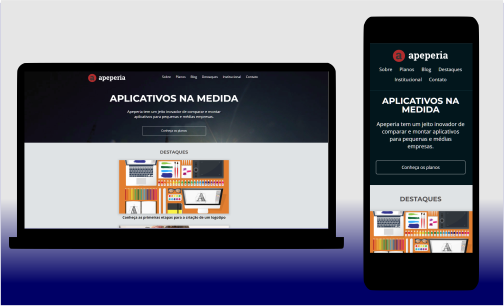 apeperia
Sobre Planos Blog Destaques Institucional Contato
APLICATIVOS NA MEDIDA
Apeperia tem um jeito inovador de comparar e montar
aplicativos para pequenas e médias empresas.
Conheça os planos
DESTAQUES
A
Conheça as primeiras etapas para a criação de um logotipo
apeperia
Sobre Planos Blog Destaques
Institucional Contato
APLICATIVOS NA
MEDIDA
Apeperia tem um jeito inovador de
comparar e montar aplicativos
para pequenas e médias
empresas.
Conheça os planos
DESTAQUES
A